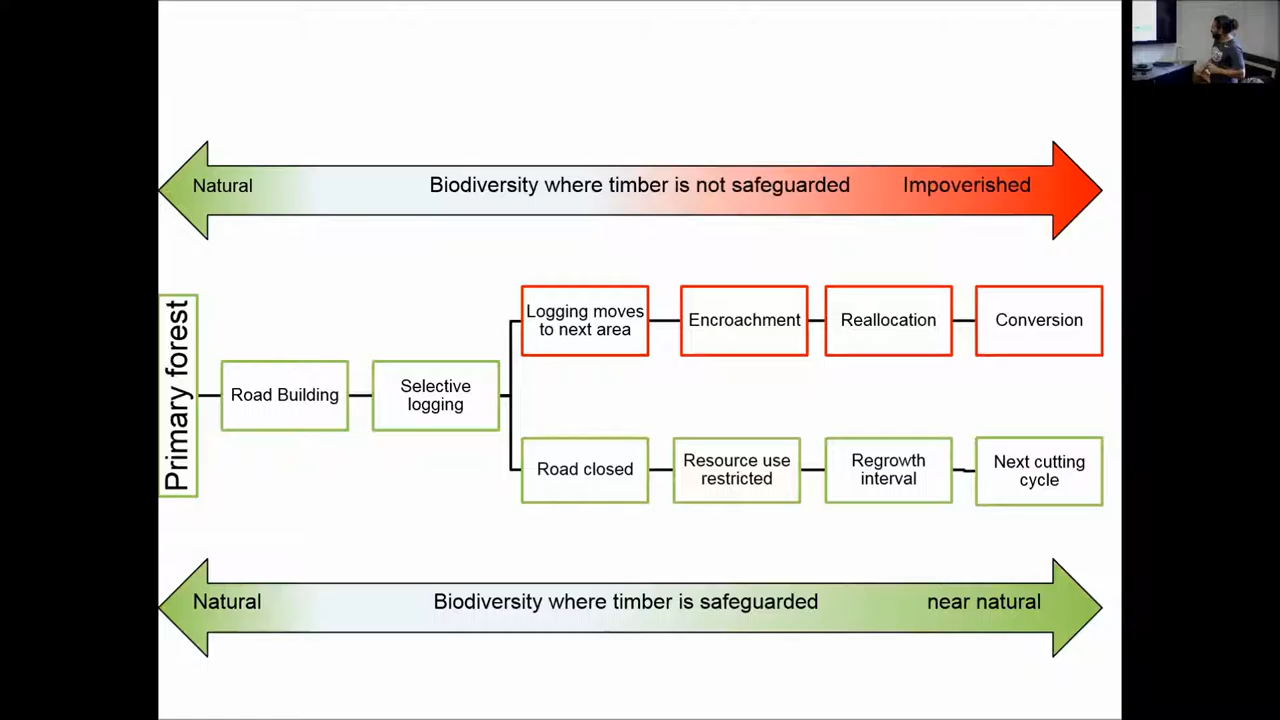 Natural
Biodiversity where timber is not safeguarded
Impoverished
Primary forest
Road Building
Selective
logging
Logging moves
to next area
Encroachment
Reallocation
Conversion
Road closed
Resource use
restricted
Regrowth
interval
Next cutting
cycle
Natural
Biodiversity where timber is safeguarded
near natural